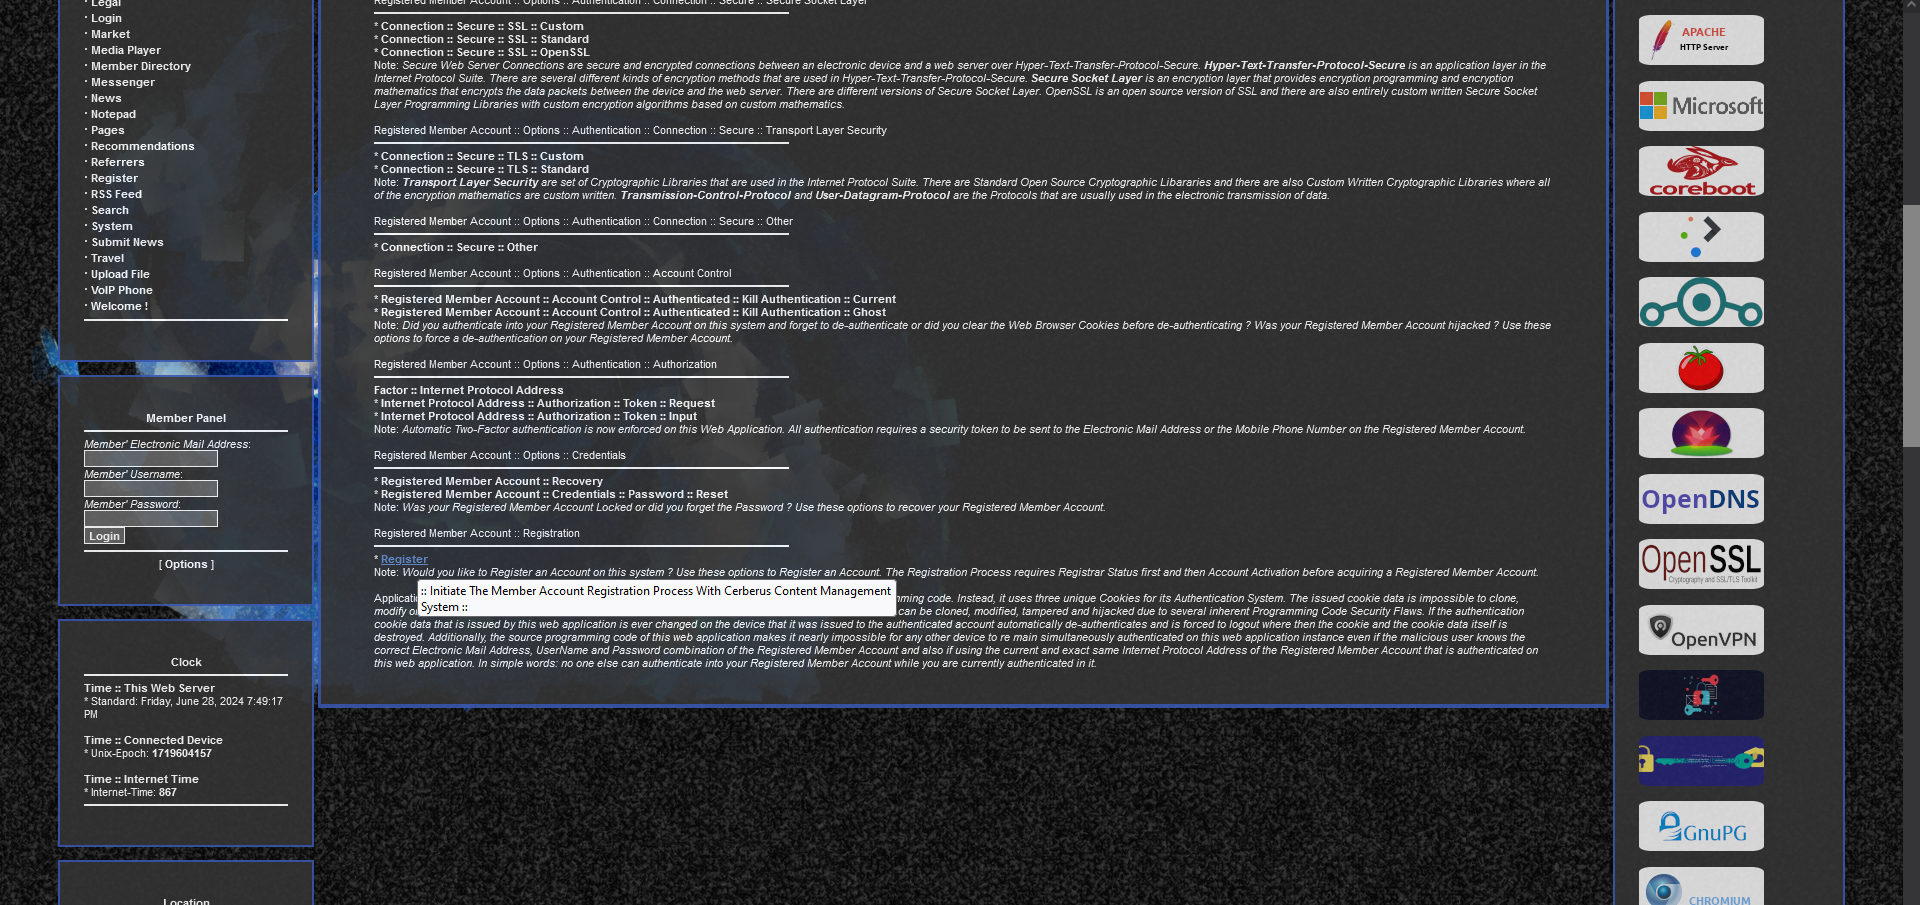 · Legal
· Login
· Market
· Media Player
· Member Directory
· Messenger
· News
· Notepad
· Pages
· Recommendations
· Referrers
· Register
· RSS Feed
· Search
· System
· Submit News
· Travel
· Upload File
· VoIP Phone
· Welcome !
Member Panel
Member' Electronic Mail Address:
Member' Username:
Member' Password:
Login
[ Options ]
Clock
Time :: This Web Server
* Standard: Friday, June 28, 2024 7:49:17
PM
Time :: Connected Device
* Unix-Epoch: 1719604157
Time :: Internet Time
* Internet-Time: 867
Location
Registered Member Account :: Options :: Authentication :: Connection :: Secure :: Secure Socket Layer
* Connection :: Secure :: SSL :: Custom
* Connection :: Secure :: SSL :: Standard
* Connection :: Secure :: SSL :: OpenSSL
Note: Secure Web Server Connections are secure and encrypted connections between an electronic device and a web server over Hyper-Text-Transfer-Protocol-Secure. Hyper-Text-Transfer-Protocol-Secure is an application layer in the
Internet Protocol Suite. There are several different kinds of encryption methods that are used in Hyper-Text-Transfer-Protocol-Secure. Secure Socket Layer is an encryption layer that provides encryption programming and encryption
mathematics that encrypts the data packets between the device and the web server. There are different versions of Secure Socket Layer. OpenSSL is an open source version of SSL and there are also entirely custom written Secure Socket
Layer Programming Libraries with custom encryption algorithms based on custom mathematics.
Registered Member Account :: Options :: Authentication :: Connection :: Secure :: Transport Layer Security
* Connection :: Secure :: TLS :: Custom
* Connection :: Secure :: TLS :: Standard
Note: Transport Layer Security are set of Cryptographic Libraries that are used in the Internet Protocol Suite. There are Standard Open Source Cryptographic Libararies and there are also Custom Written Cryptographic Libraries where all
of the encryption mathematics are custom written. Transmission-Control-Protocol and User-Datagram-Protocol are the Protocols that are usually used in the electronic transmission of data.
Registered Member Account :: Options :: Authentication :: Connection :: Secure :: Other
* Connection :: Secure :: Other
Registered Member Account :: Options :: Authentication :: Account Control
* Registered Member Account :: Account Control :: Authenticated :: Kill Authentication :: Current
* Registered Member Account :: Account Control :: Authenticated :: Kill Authentication :: Ghost
Note: Did you authenticate into your Registered Member Account on this system and forget to de-authenticate or did you clear the Web Browser Cookies before de-authenticating ? Was your Registered Member Account hijacked ? Use these
options to force a de-authentication on your Registered Member Account.
Registered Member Account :: Options :: Authentication :: Authorization
Factor :: Internet Protocol Address
* Internet Protocol Address :: Authorization :: Token :: Request
* Internet Protocol Address :: Authorization :: Token :: Input
Note: Automatic Two-Factor authentication is now enforced on this Web Application. All authentication requires a security token to be sent to the Electronic Mail Address or the Mobile Phone Number on the Registered Member Account.
Registered Member Account :: Options :: Credentials
* Registered Member Account :: Recovery
* Registered Member Account :: Credentials :: Password :: Reset
Note: Was your Registered Member Account Locked or did you forget the Password ? Use these options to recover your Registered Member Account.
Registered Member Account :: Registration
* Register
Note: Would you like to Register an Account on this system ? Use these options to Register an Account. The Registration Process requires Registrar Status first and then Account Activation before acquiring a Registered Member Account.
:: Initiate The Member Account Registration Process With Cerberus Content Management
System ::
code. Instead, it uses three unique Cookies for its Authentication System. The issued cookie data is impossible to clone,
modify can be cloned, modified, tampered and hijacked due to several inherent Programming Code Security Flaws. If the authentication
cookie data that is issued by this web application is ever changed on the device that it was issued to the authenticated account automatically de-authenticates and is forced to logout where then the cookie and the cookie data itself is
destroyed. Additionally, the source programming code of this web application makes it nearly impossible for any other device to re main simultaneously authenticated on this web application instance even if the malicious user knows the
correct Electronic Mail Address, UserName and Password combination of the Registered Member Account and also if using the current and exact same Internet Protocol Address of the Registered Member Account that is authenticated on
this web application. In simple words: no one else can authenticate into your Registered Member Account while you are currently authenticated in it.
APACHE
HTTP Server
Microsoft
coreboot
OpenDNS
OpenSSL
Cryptography and SSL/TLS Toolkit
OpenVPN
GnuPG
CHROMIUM